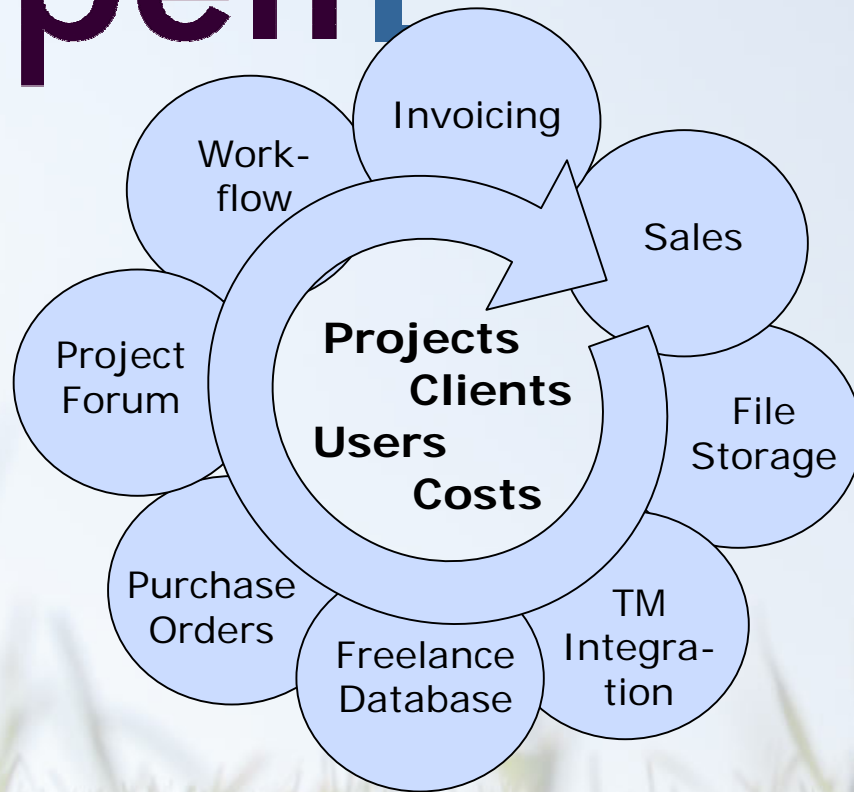 Invoicing
Work-
flow
Sales
Project
Forum
Projects
Clients
Users
Costs
File
Storage
Purchase
Orders
TM
Integra-
tion
Freelance
Database